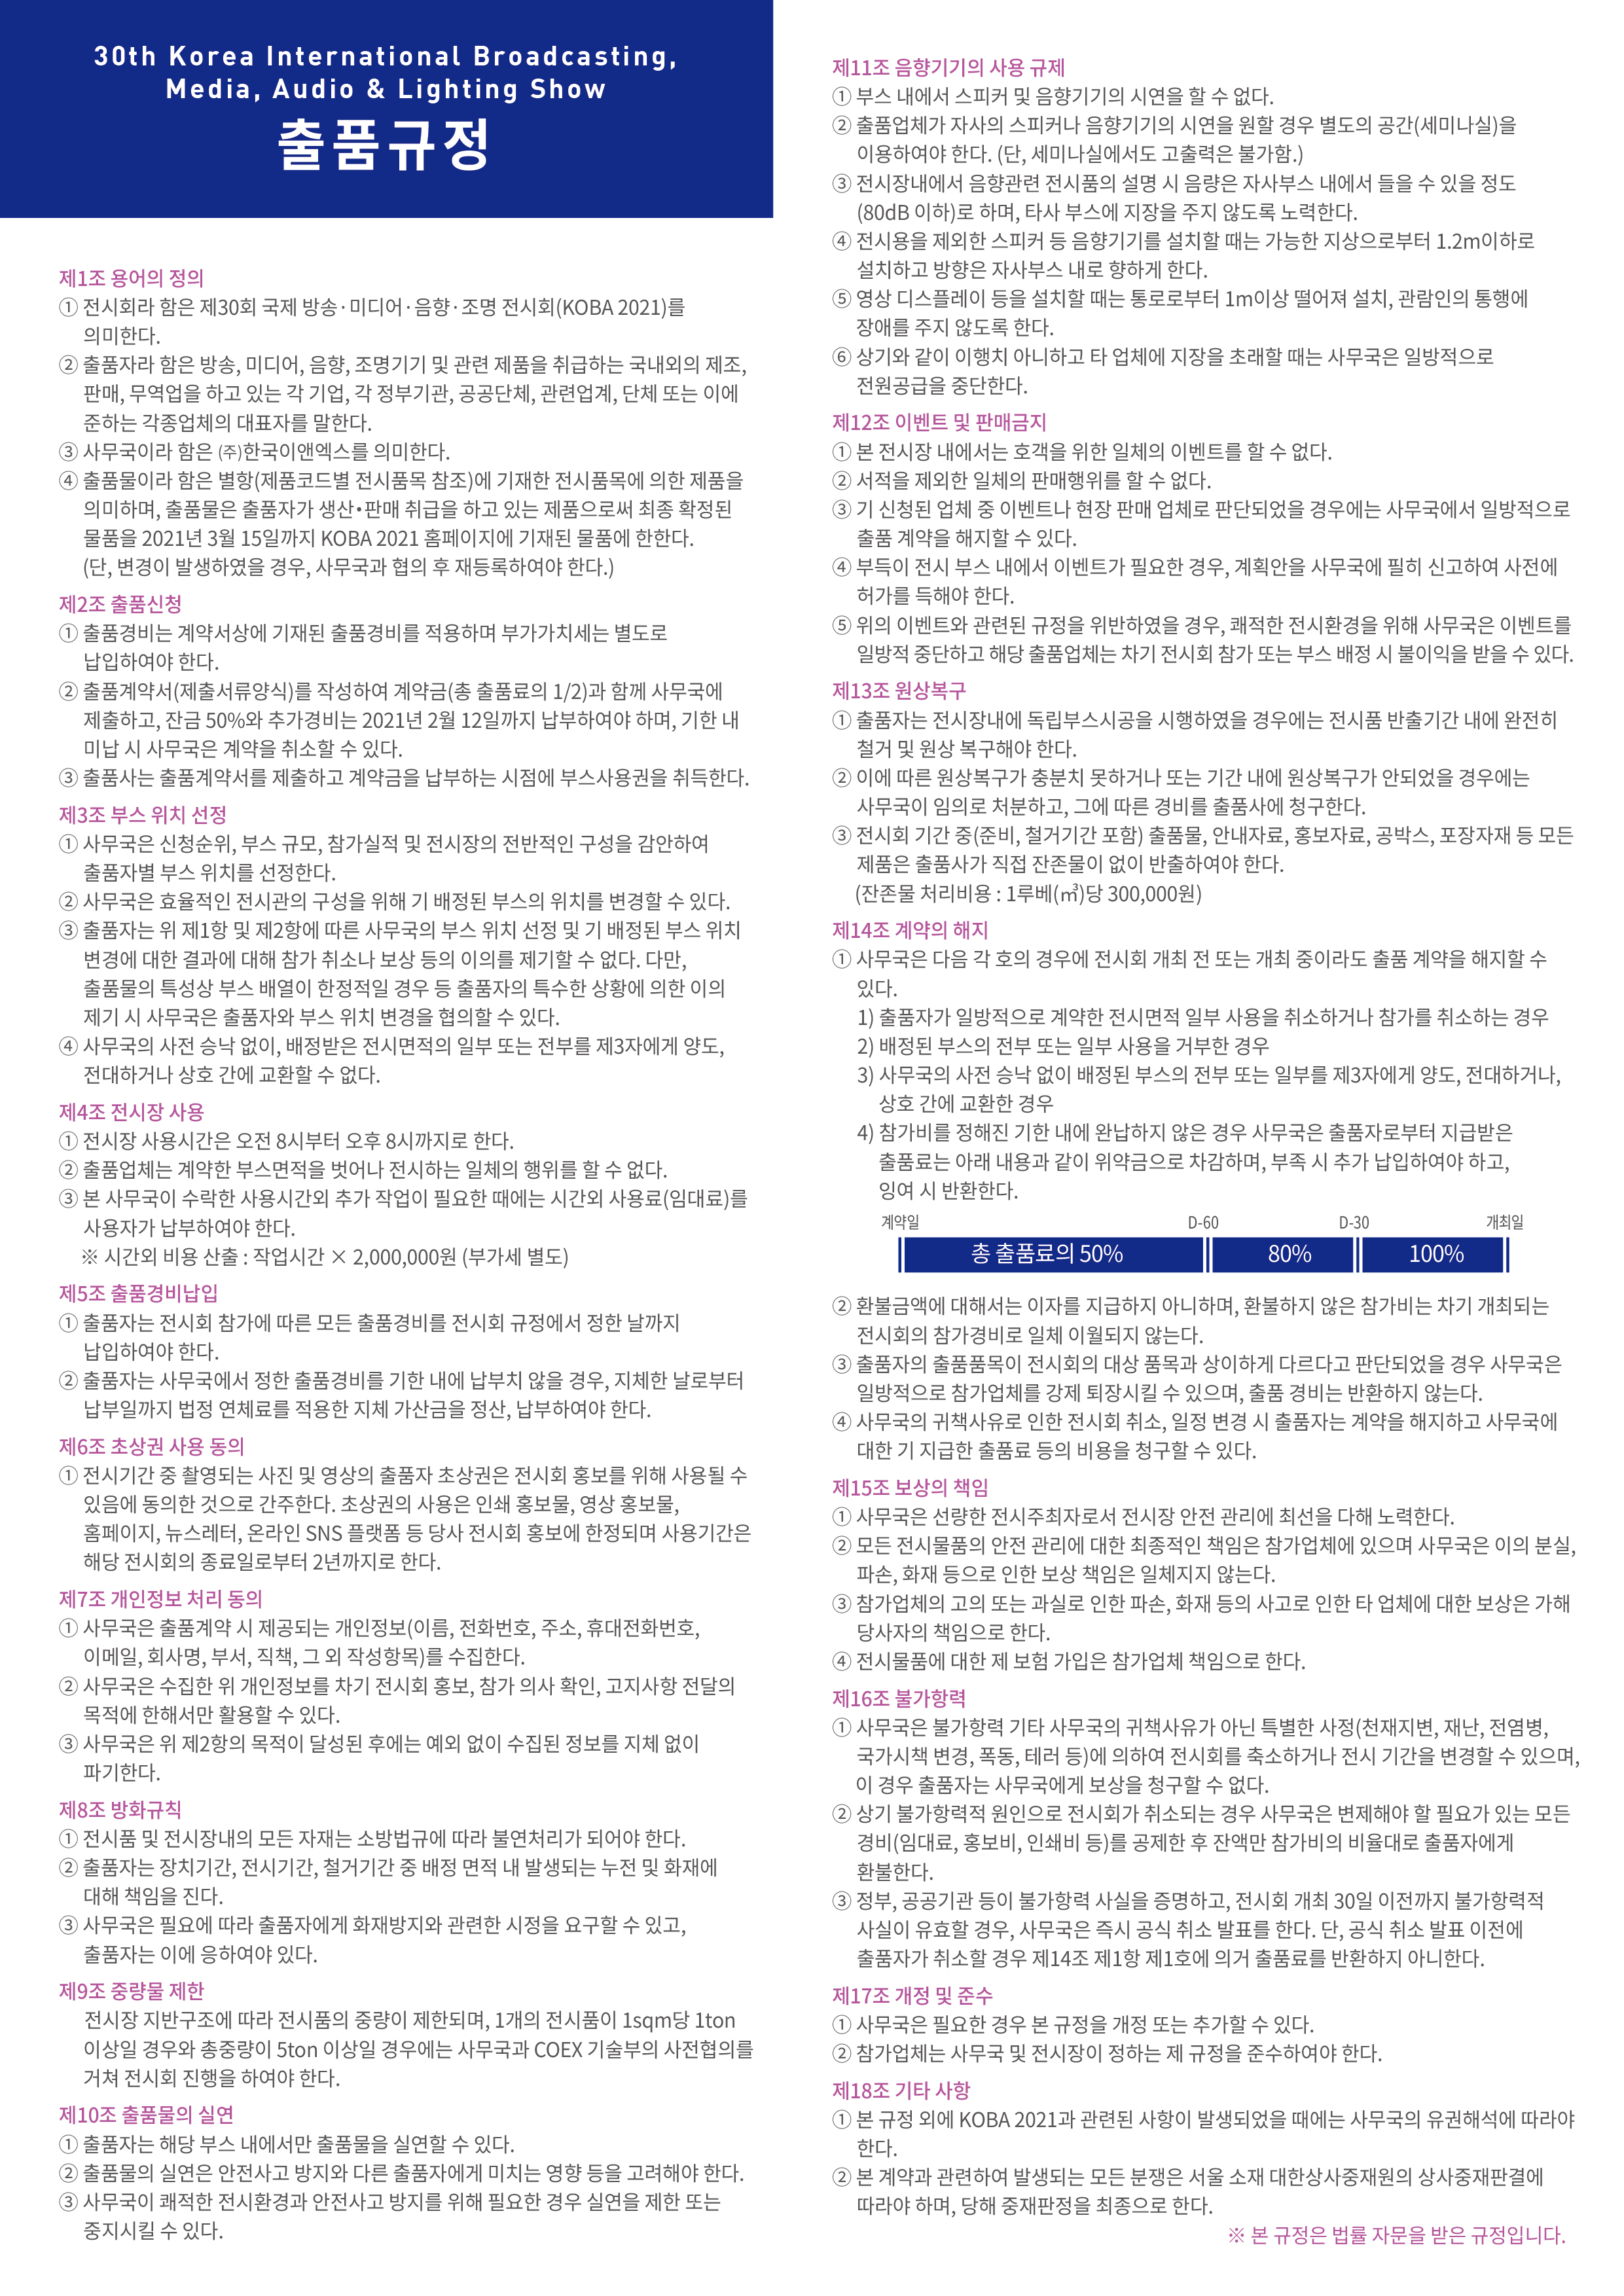 30th Korea International Broadcasting,
Media, Audio & Lighting Show
출품규정
제1조 용어의 정의
① 전시회라 함은 제30회 국제 방송·미디어·음향·조명 전시회(KOBA 2021)를
의미한다.
② 출품자라 함은 방송, 미디어, 음향, 조명기기 및 관련 제품을 취급하는 국내외의 제조,
판매, 무역업을 하고 있는 각 기업, 각 정부기관, 공공단체, 관련업계, 단체 또는 이에
준하는 각종업체의 대표자를 말한다.
③ 사무국이라 함은 ㈜한국이앤엑스를 의미한다.
④ 출품물이라 함은 별항(제품코드별 전시품목 참조)에 기재한 전시품목에 의한 제품을
의미하며, 출품물은 출품자가 생산•판매 취급을 하고 있는 제품으로써 최종 확정된
물품을 2021년 3월 15일까지 KOBA 2021 홈페이지에 기재된 물품에 한한다.
(단, 변경이 발생하였을 경우, 사무국과 협의 후 재등록하여야 한다.)
제2조 출품신청
① 출품경비는 계약서상에 기재된 출품경비를 적용하며 부가가치세는 별도로
납입하여야 한다.
② 출품계약서(제출서류양식)를 작성하여 계약금(총 출품료의 1/2)과 함께 사무국에
제출하고, 잔금 50%와 추가경비는 2021년 2월 12일까지 납부하여야 하며, 기한 내
미납 시 사무국은 계약을 취소할 수 있다.
③ 출품사는 출품계약서를 제출하고 계약금을 납부하는 시점에 부스사용권을 취득한다.
제3조 부스 위치 선정
① 사무국은 신청순위, 부스 규모, 참가실적 및 전시장의 전반적인 구성을 감안하여
출품자별 부스 위치를 선정한다.
② 사무국은 효율적인 전시관의 구성을 위해 기 배정된 부스의 위치를 변경할 수 있다.
③ 출품자는 위 제1항 및 제2항에 따른 사무국의 부스 위치 선정 및 기 배정된 부스 위치
변경에 대한 결과에 대해 참가 취소나 보상 등의 이의를 제기할 수 없다. 다만,
출품물의 특성상 부스 배열이 한정적일 경우 등 출품자의 특수한 상황에 의한 이의
제기 시 사무국은 출품자와 부스 위치 변경을 협의할 수 있다.
④ 사무국의 사전 승낙 없이, 배정받은 전시면적의 일부 또는 전부를 제3자에게 양도,
전대하거나 상호 간에 교환할 수 없다.
제4조 전시장 사용
① 전시장 사용시간은 오전 8시부터 오후 8시까지로 한다.
② 출품업체는 계약한 부스면적을 벗어나 전시하는 일체의 행위를 할 수 없다.
③ 본 사무국이 수락한 사용시간외 추가 작업이 필요한 때에는 시간외 사용료(임대료)를
사용자가 납부하여야 한다.
※ 시간외 비용 산출 : 작업시간 × 2,000,000원 (부가세 별도)
제5조 출품경비납입
① 출품자는 전시회 참가에 따른 모든 출품경비를 전시회 규정에서 정한 날까지
납입하여야 한다.
② 출품자는 사무국에서 정한 출품경비를 기한 내에 납부치 않을 경우, 지체한 날로부터
납부일까지 법정 연체료를 적용한 지체 가산금을 정산, 납부하여야 한다.
제6조 초상권 사용 동의
① 전시기간 중 촬영되는 사진 및 영상의 출품자 초상권은 전시회 홍보를 위해 사용될 수
있음에 동의한 것으로 간주한다. 초상권의 사용은 인쇄 홍보물, 영상 홍보물,
홈페이지, 뉴스레터, 온라인 SNS 플랫폼 등 당사 전시회 홍보에 한정되며 사용기간은
해당 전시회의 종료일로부터 2년까지로 한다.
제7조 개인정보 처리 동의
① 사무국은 출품계약 시 제공되는 개인정보(이름, 전화번호, 주소, 휴대전화번호,
이메일, 회사명, 부서, 직책, 그 외 작성항목)를 수집한다.
② 사무국은 수집한 위 개인정보를 차기 전시회 홍보, 참가 의사 확인, 고지사항 전달의
목적에 한해서만 활용할 수 있다.
③ 사무국은 위 제2항의 목적이 달성된 후에는 예외 없이 수집된 정보를 지체 없이
파기한다.
제8조 방화규칙
① 전시품 및 전시장내의 모든 자재는 소방법규에 따라 불연처리가 되어야 한다.
② 출품자는 장치기간, 전시기간, 철거기간 중 배정 면적 내 발생되는 누전 및 화재에
대해 책임을 진다.
③ 사무국은 필요에 따라 출품자에게 화재방지와 관련한 시정을 요구할 수 있고,
출품자는 이에 응하여야 있다.
제9조 중량물 제한
전시장 지반구조에 따라 전시품의 중량이 제한되며, 1개의 전시품이 1sqm당 1ton
이상일 경우와 총중량이 5ton 이상일 경우에는 사무국과 COEX 기술부의 사전협의를
거쳐 전시회 진행을 하여야 한다.
제10조 출품물의 실연
① 출품자는 해당 부스 내에서만 출품물을 실연할 수 있다.
② 출품물의 실연은 안전사고 방지와 다른 출품자에게 미치는 영향 등을 고려해야 한다.
③ 사무국이 쾌적한 전시환경과 안전사고 방지를 위해 필요한 경우 실연을 제한 또는
중지시킬 수 있다.
제11조 음향기기의 사용 규제
① 부스 내에서 스피커 및 음향기기의 시연을 할 수 없다.
② 출품업체가 자사의 스피커나 음향기기의 시연을 원할 경우 별도의 공간(세미나실)을
이용하여야 한다. (단, 세미나실에서도 고출력은 불가함.)
③ 전시장내에서 음향관련 전시품의 설명 시 음량은 자사부스 내에서 들을 수 있을 정도
(80dB 이하)로 하며, 타사 부스에 지장을 주지 않도록 노력한다.
④ 전시용을 제외한 스피커 등 음향기기를 설치할 때는 가능한 지상으로부터 1.2m이하로
설치하고 방향은 자사부스 내로 향하게 한다.
⑤ 영상 디스플레이 등을 설치할 때는 통로로부터 1m이상 떨어져 설치, 관람인의 통행에
장애를 주지 않도록 한다.
⑥ 상기와 같이 이행치 아니하고 타 업체에 지장을 초래할 때는 사무국은 일방적으로
전원공급을 중단한다.
제12조 이벤트 및 판매금지
① 본 전시장 내에서는 호객을 위한 일체의 이벤트를 할 수 없다.
② 서적을 제외한 일체의 판매행위를 할 수 없다.
③ 기 신청된 업체 중 이벤트나 현장 판매 업체로 판단되었을 경우에는 사무국에서 일방적으로
출품 계약을 해지할 수 있다.
④ 부득이 전시 부스 내에서 이벤트가 필요한 경우, 계획안을 사무국에 필히 신고하여 사전에
허가를 득해야 한다.
⑤ 위의 이벤트와 관련된 규정을 위반하였을 경우, 쾌적한 전시환경을 위해 사무국은 이벤트를
일방적 중단하고 해당 출품업체는 차기 전시회 참가 또는 부스 배정 시 불이익을 받을 수 있다.
제13조 원상복구
① 출품자는 전시장내에 독립부스시공을 시행하였을 경우에는 전시품 반출기간 내에 완전히
철거 및 원상 복구해야 한다.
② 이에 따른 원상복구가 충분치 못하거나 또는 기간 내에 원상복구가 안되었을 경우에는
사무국이 임의로 처분하고, 그에 따른 경비를 출품사에 청구한다.
③ 전시회 기간 중(준비, 철거기간 포함) 출품물, 안내자료, 홍보자료, 공박스, 포장자재 등 모든
제품은 출품사가 직접 잔존물이 없이 반출하여야 한다.
(잔존물 처리비용 : 1루베(㎥)당 300,000원)
제14조 계약의 해지
① 사무국은 다음 각 호의 경우에 전시회 개최 전 또는 개최 중이라도 출품 계약을 해지할 수
있다.
1) 출품자가 일방적으로 계약한 전시면적 일부 사용을 취소하거나 참가를 취소하는 경우
2) 배정된 부스의 전부 또는 일부 사용을 거부한 경우
3) 사무국의 사전 승낙 없이 배정된 부스의 전부 또는 일부를 제3자에게 양도, 전대하거나,
상호 간에 교환한 경우
4) 참가비를 정해진 기한 내에 완납하지 않은 경우 사무국은 출품자로부터 지급받은
출품료는 아래 내용과 같이 위약금으로 차감하며, 부족 시 추가 납입하여야 하고,
잉여 시 반환한다.
계약일 D-60 D-30 개최일
총 출품료의 50% 80% 100%
② 환불금액에 대해서는 이자를 지급하지 아니하며, 환불하지 않은 참가비는 차기 개최되는
전시회의 참가경비로 일체 이월되지 않는다.
③ 출품자의 출품품목이 전시회의 대상 품목과 상이하게 다르다고 판단되었을 경우 사무국은
일방적으로 참가업체를 강제 퇴장시킬 수 있으며, 출품 경비는 반환하지 않는다.
④ 사무국의 귀책사유로 인한 전시회 취소, 일정 변경 시 출품자는 계약을 해지하고 사무국에
대한 기 지급한 출품료 등의 비용을 청구할 수 있다.
제15조 보상의 책임
① 사무국은 선량한 전시주최자로서 전시장 안전 관리에 최선을 다해 노력한다.
② 모든 전시물품의 안전 관리에 대한 최종적인 책임은 참가업체에 있으며 사무국은 이의 분실,
파손, 화재 등으로 인한 보상 책임은 일체지지 않는다.
③ 참가업체의 고의 또는 과실로 인한 파손, 화재 등의 사고로 인한 타 업체에 대한 보상은 가해
당사자의 책임으로 한다.
④ 전시물품에 대한 제 보험 가입은 참가업체 책임으로 한다.
제16조 불가항력
① 사무국은 불가항력 기타 사무국의 귀책사유가 아닌 특별한 사정(천재지변, 재난, 전염병,
국가시책 변경, 폭동, 테러 등)에 의하여 전시회를 축소하거나 전시 기간을 변경할 수 있으며,
이 경우 출품자는 사무국에게 보상을 청구할 수 없다.
② 상기 불가항력적 원인으로 전시회가 취소되는 경우 사무국은 변제해야 할 필요가 있는 모든
경비(임대료, 홍보비, 인쇄비 등)를 공제한 후 잔액만 참가비의 비율대로 출품자에게
환불한다.
③ 정부, 공공기관 등이 불가항력 사실을 증명하고, 전시회 개최 30일 이전까지 불가항력적
사실이 유효할 경우, 사무국은 즉시 공식 취소 발표를 한다. 단, 공식 취소 발표 이전에
출품자가 취소할 경우 제14조 제1항 제1호에 의거 출품료를 반환하지 아니한다.
제17조 개정 및 준수
① 사무국은 필요한 경우 본 규정을 개정 또는 추가할 수 있다.
② 참가업체는 사무국 및 전시장이 정하는 제 규정을 준수하여야 한다.
제18조 기타 사항
① 본 규정 외에 KOBA 2021과 관련된 사항이 발생되었을 때에는 사무국의 유권해석에 따라야
한다.
② 본 계약과 관련하여 발생되는 모든 분쟁은 서울 소재 대한상사중재원의 상사중재판결에
따라야 하며, 당해 중재판정을 최종으로 한다.
※ 본 규정은 법률 자문을 받은 규정입니다.